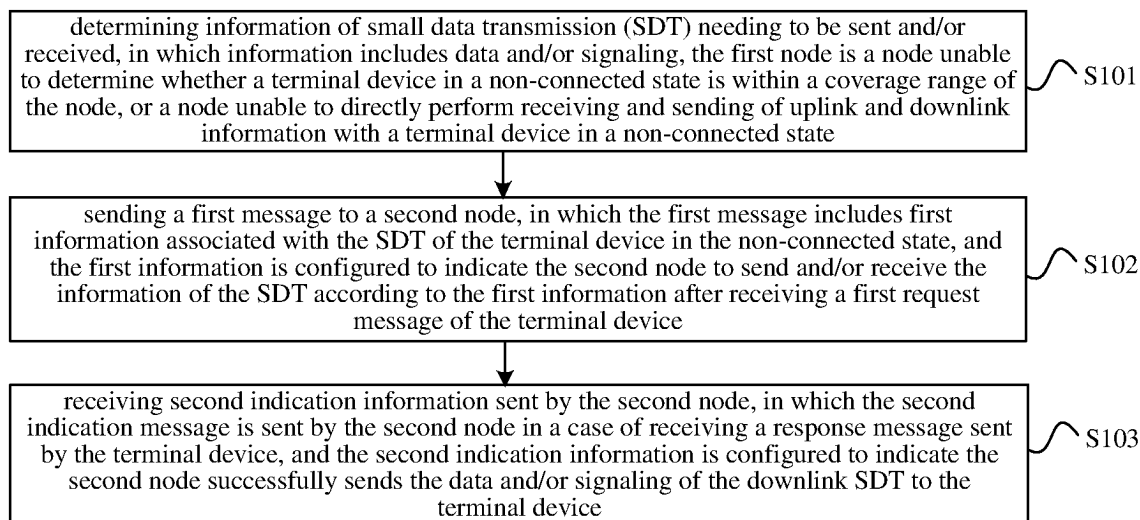 determining information of small data transmission (SDT) needing to be sent and/or
received, in which information includes data and/or signaling, the first node is a node unable
to determine whether a terminal device in a non-connected state is within a coverage range of
the node, or a node unable to directly perform receiving and sending of uplink and downlink
information with a terminal device in a non-connected state
S101
sending a first message to a second node, in which the first message includes first
information associated with the SDT of the terminal device in the non-connected state, and
the first information is configured to indicate the second node to send and/or receive the
information of the SDT according to the first information after receiving a first request
message of the terminal device
S102
receiving second indication information sent by the second node, in which the second
indication message is sent by the second node in a case of receiving a response message sent
by the terminal device, and the second indication information is configured to indicate the
second node successfully sends the data and/or signaling of the downlink SDT to the
terminal device
S103